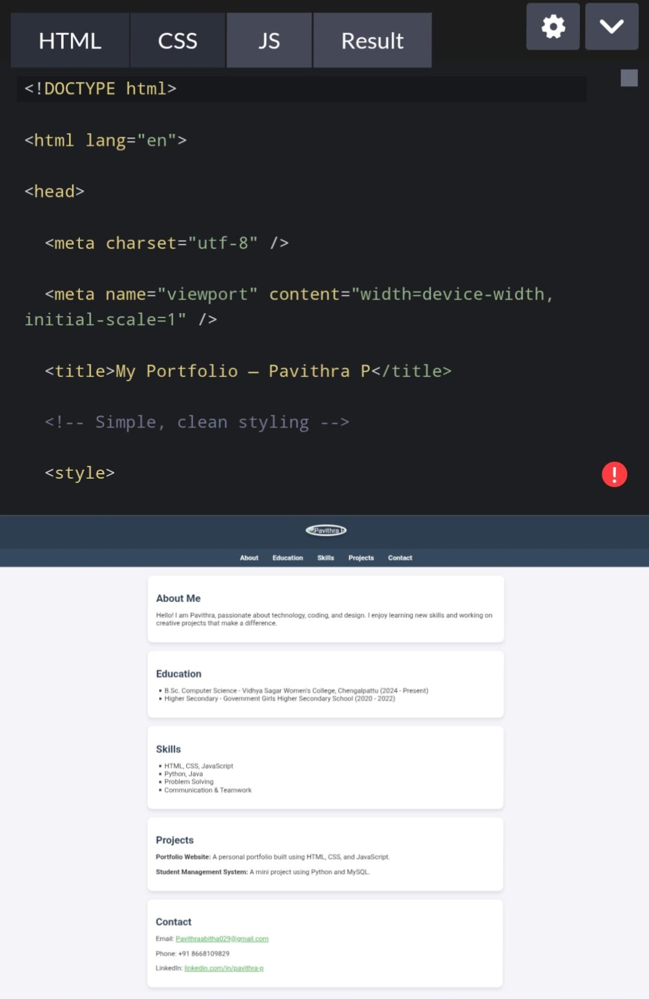 HTML
CSS
JS
Result
<!DOCTYPE html>
<html lang="en">
<head>
<meta charset="utf-8" />
<meta name="viewport" content="width=device-width,
initial-scale=1" />
<title>My Portfolio — Pavithra P</title>
<!-- Simple, clean styling -->
<style>
Pavithra P
About
Education
Skills
Projects
Contact
About Me
Hello! I am Pavithra, passionate about technology, coding, and design. I enjoy learning new skills and working on
creative projects that make a difference.
Education
▪ B.Sc. Computer Science - Vidhya Sagar Women's College, Chengalpattu (2024 - Present)
▪ Higher Secondary - Government Girls Higher Secondary School (2020 - 2022)
Skills
▪ HTML, CSS, JavaScript
▪ Python, Java
▪ Problem Solving
▪ Communication & Teamwork
Projects
Portfolio Website: A personal portfolio built using HTML, CSS, and JavaScript.
Student Management System: A mini project using Python and MySQL.
Contact
Email: Pavithraabitha029@gmail.com
Phone: +91 8668109829
LinkedIn: linkedin.com/in/pavithra-p